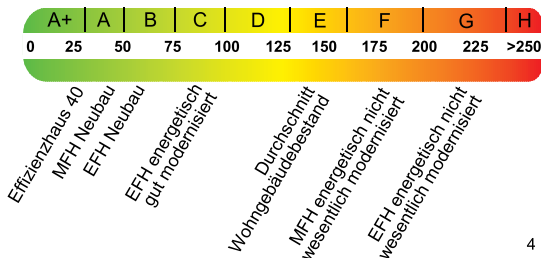 A+ A B C D E F G H
0 25 50 75 100 125 150 175 200 225 >250
Effizienzhaus 40
MFH Neubau
EFH Neubau
EFH energetisch
gut modernisiert
Durchschnitt
Wohngebäudebestand
MFH energetisch nicht
wesentlich modernisiert
EFH energetisch nicht
wesentlich modernisiert
4